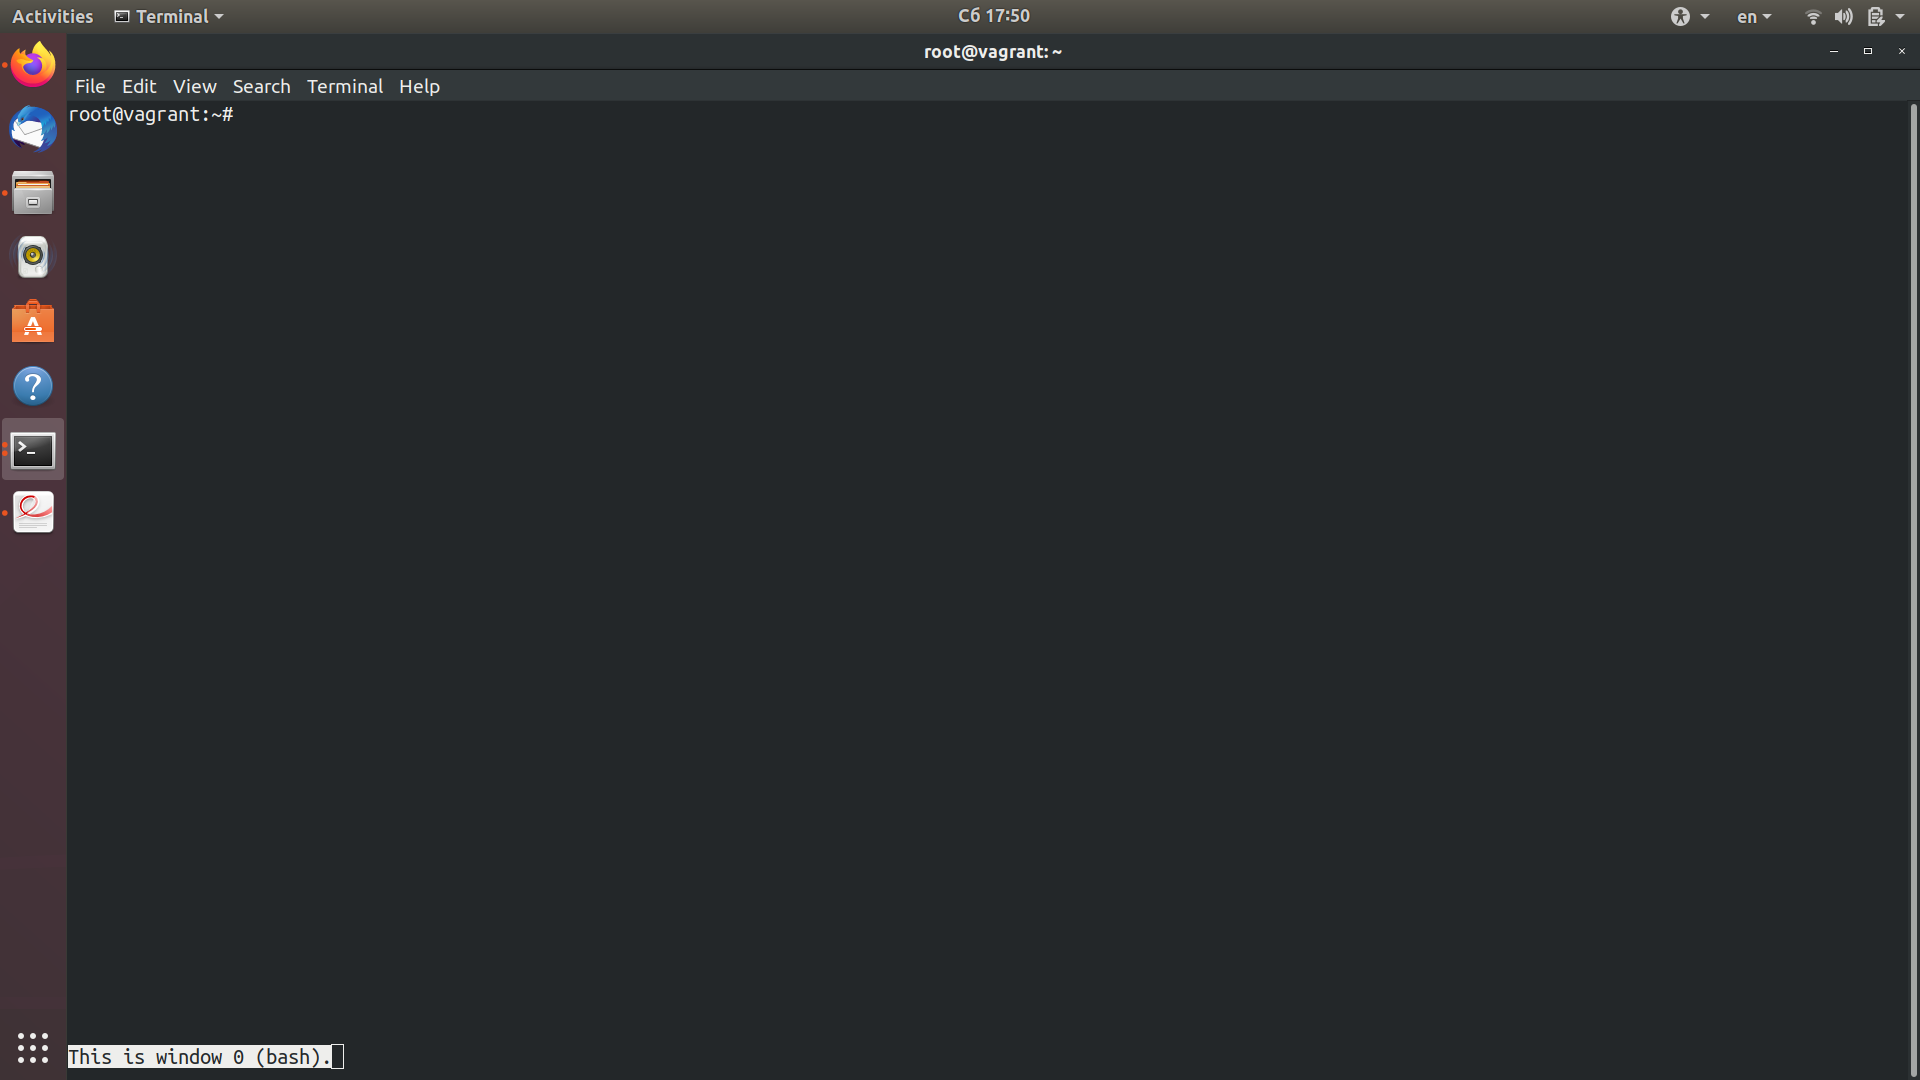 Activities Terminal Сб 17:50 en
root@vagrant: ~
File Edit View Search Terminal Help
root@vagrant:~#
This is window 0 (bash).